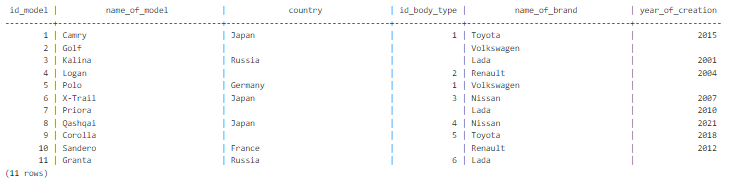 id_model | name_of_model | country | id_body_type | name_of_brand | year_of_creation
1 | Camry | Japan | 1 | Toyota | 2015
2 | Golf | | | Volkswagen |
3 | Kalina | Russia | | Lada | 2001
4 | Logan | | 2 | Renault | 2004
5 | Polo | Germany | 1 | Volkswagen |
6 | X-Trail | Japan | 3 | Nissan | 2007
7 | Priora | | | Lada | 2010
8 | Qashqai | Japan | 4 | Nissan | 2021
9 | Corolla | | 5 | Toyota | 2018
10 | Sandero | France | | Renault | 2012
11 | Granta | Russia | 6 | Lada |
(11 rows)